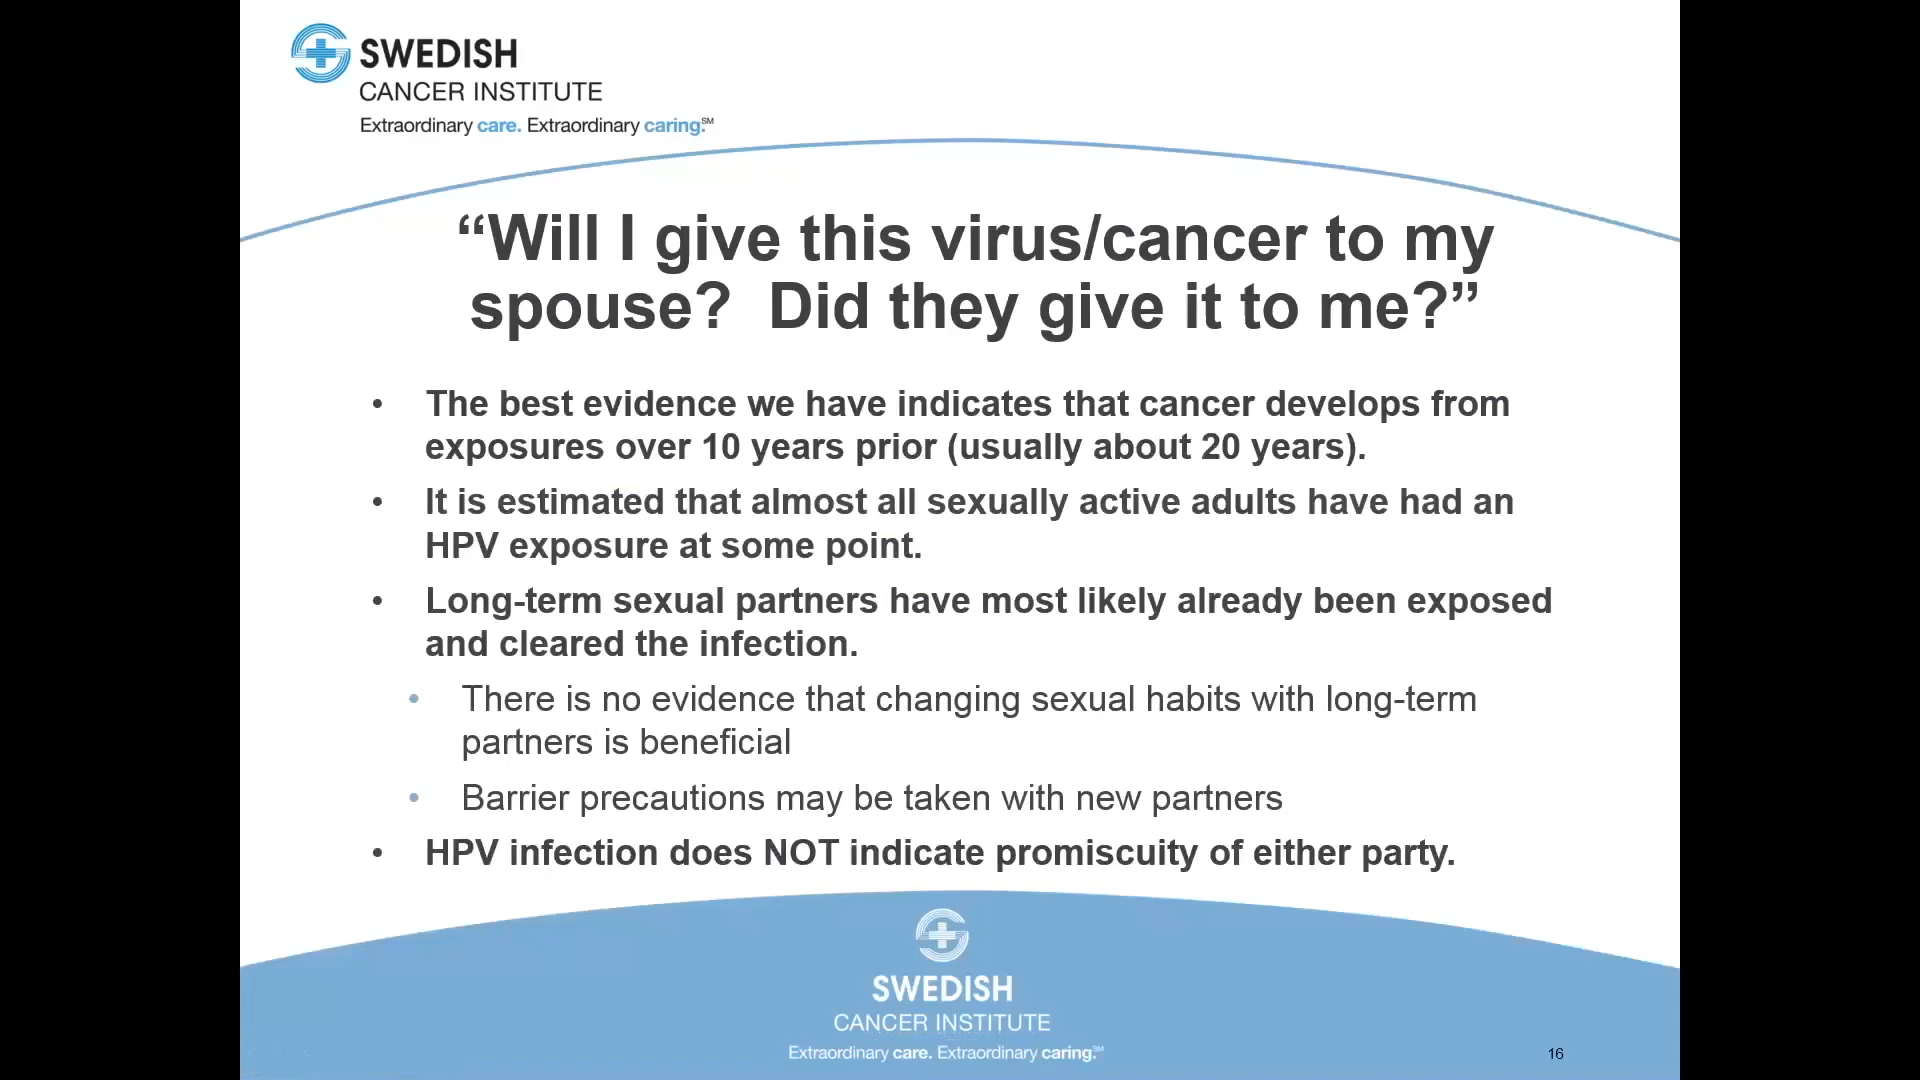 SWEDISH
CANCER INSTITUTE
Extraordinary care. Extraordinary caring.℠
“Will I give this virus/cancer to my
spouse?  Did they give it to me?”
• The best evidence we have indicates that cancer develops from
exposures over 10 years prior (usually about 20 years).
• It is estimated that almost all sexually active adults have had an
HPV exposure at some point.
• Long-term sexual partners have most likely already been exposed
and cleared the infection.
• There is no evidence that changing sexual habits with long-term
partners is beneficial
• Barrier precautions may be taken with new partners
• HPV infection does NOT indicate promiscuity of either party.
SWEDISH
CANCER INSTITUTE
Extraordinary care. Extraordinary caring.℠
16